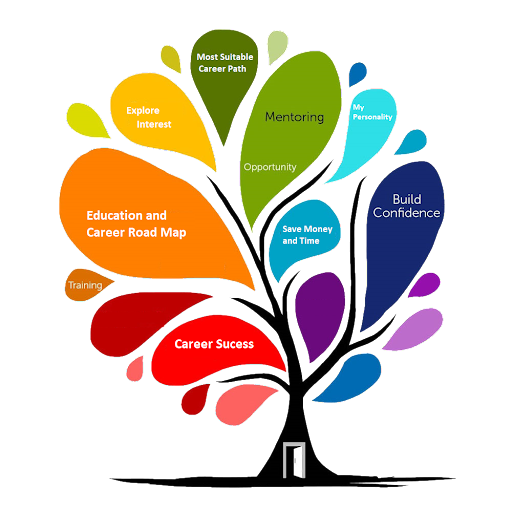 Most Suitable
Career Path
Explore
Interest
Mentoring
My
Personality
Opportunity
Build
Confidence
Education and
Career Road Map
Save Money
and Time
Training
Career Sucess